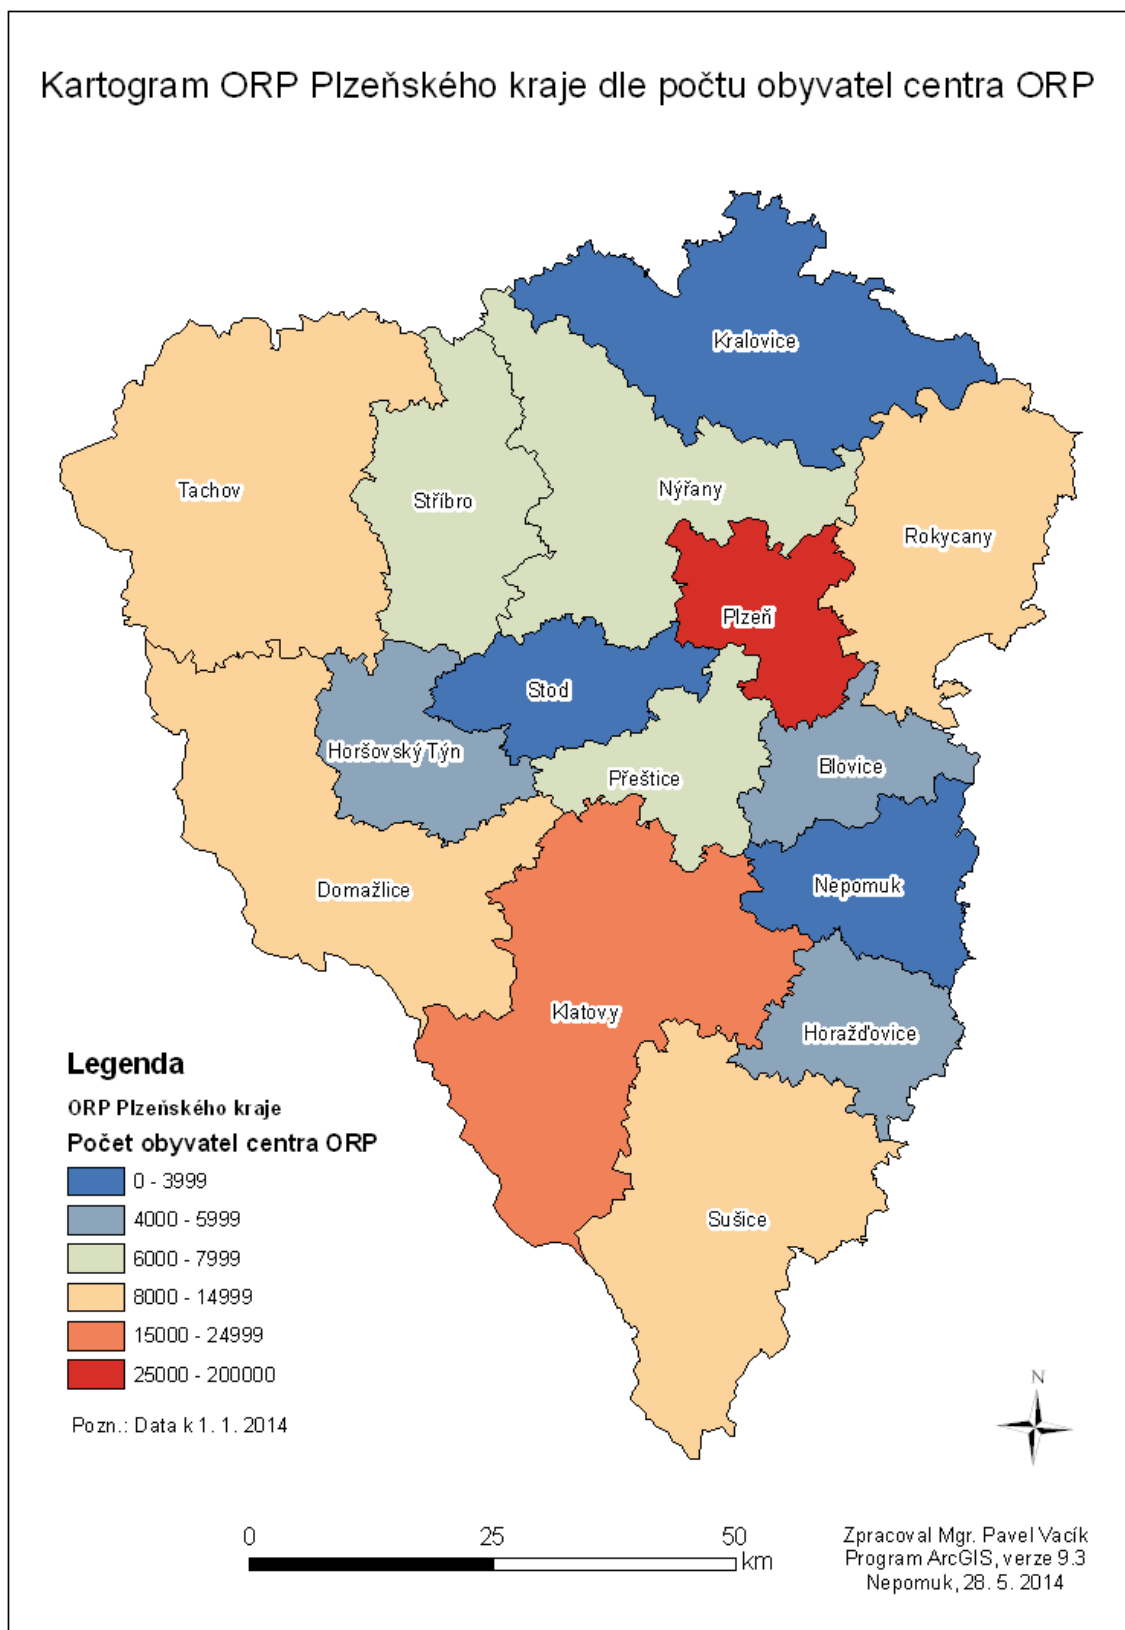 Kartogram ORP Plzeňského kraje dle počtu obyvatel centra ORP
Kralovice
Tachov
Stříbro
Nýřany
Rokycany
Plzeň
Stod
Horšovský Týn
Přeštice
Blovice
Domažlice
Nepomuk
Klatovy
Horažďovice
Sušice
Legenda
ORP Plzeňského kraje
Počet obyvatel centra ORP
0 - 3999
4000 - 5999
6000 - 7999
8000 - 14999
15000 - 24999
25000 - 200000
Pozn.: Data k 1. 1. 2014
N
0 25 50
km
Zpracoval Mgr. Pavel Vacík
Program ArcGIS, verze 9.3
Nepomuk, 28. 5. 2014